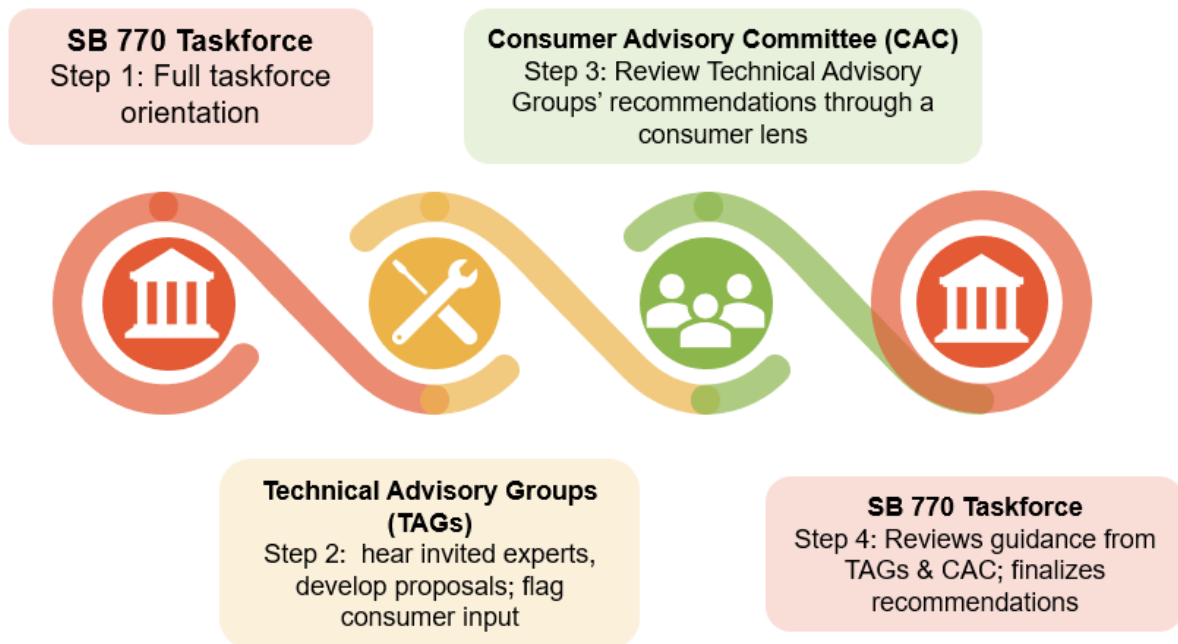 SB 770 Taskforce
Step 1: Full taskforce
orientation
Technical Advisory Groups
(TAGs)
Step 2:  hear invited experts,
develop proposals; flag
consumer input
Consumer Advisory Committee (CAC)
Step 3: Review Technical Advisory
Groups’ recommendations through a
consumer lens
SB 770 Taskforce
Step 4: Reviews guidance from
TAGs & CAC; finalizes
recommendations